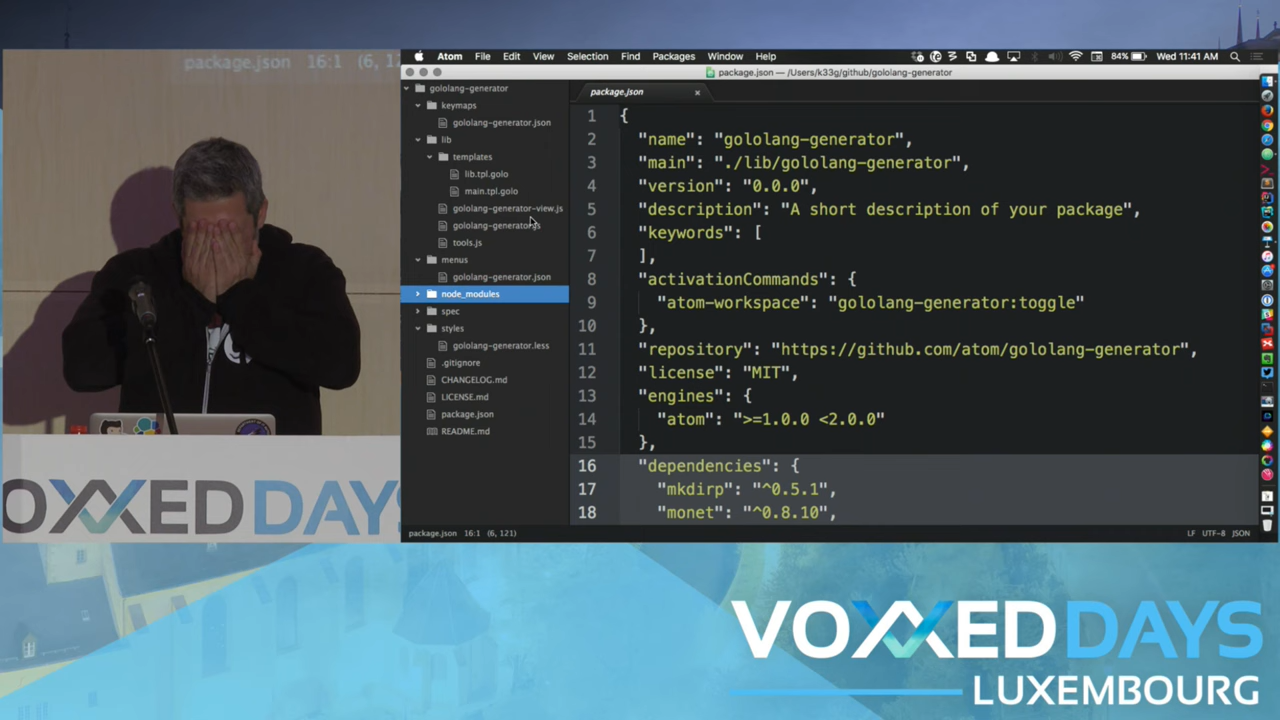 package.json 16:1 (6, 12
VOXXED DAYS
Atom File Edit View Selection Find Packages Window Help 84% Wed 11:41 AM
package.json — /Users/k33g/github/gololang-generator
gololang-generator
keymaps
gololang-generator.json
lib
templates
lib.tpl.golo
main.tpl.golo
gololang-generator-view.js
gololang-generator.js
tools.js
menus
gololang-generator.json
node_modules
spec
styles
gololang-generator.less
.gitignore
CHANGELOG.md
LICENSE.md
package.json
README.md
package.json
1 {
2 "name": "gololang-generator",
3 "main": "./lib/gololang-generator",
4 "version": "0.0.0",
5 "description": "A short description of your package",
6 "keywords": [
7 ],
8 "activationCommands": {
9 "atom-workspace": "gololang-generator:toggle"
10 },
11 "repository": "https://github.com/atom/gololang-generator",
12 "license": "MIT",
13 "engines": {
14 "atom": ">=1.0.0 <2.0.0"
15 },
16 "dependencies": {
17 "mkdirp": "^0.5.1",
18 "monet": "^0.8.10",
package.json 16:1 (6, 121) LF UTF-8 JSON
VOXXED DAYS
LUXEMBOURG